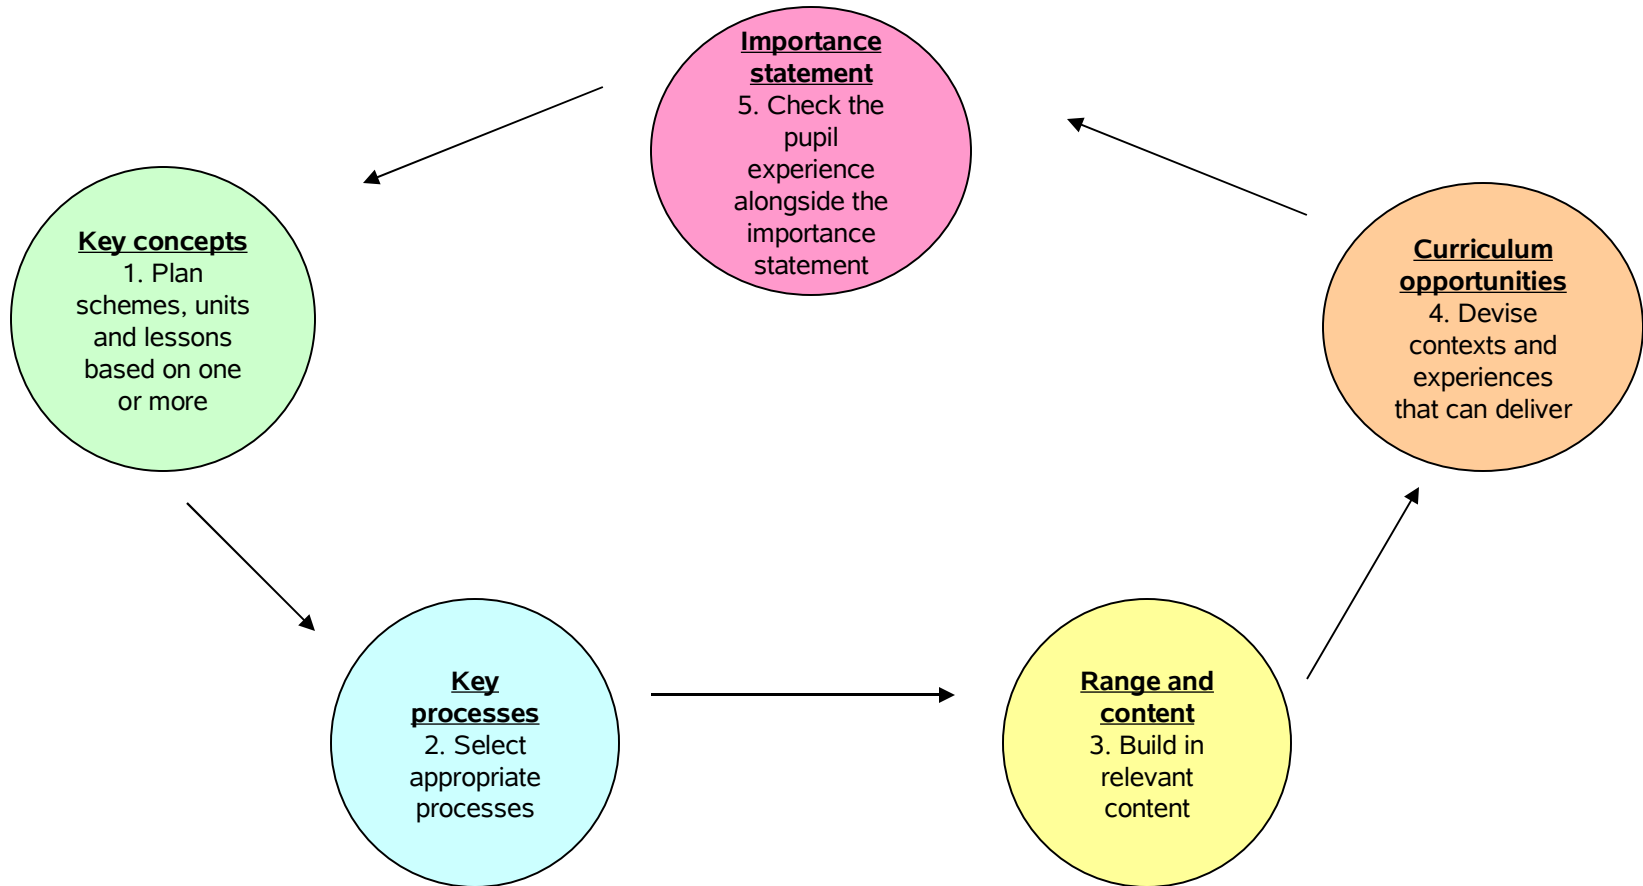 Importance
statement
5. Check the
pupil
experience
alongside the
importance
statement
Key concepts
1. Plan
schemes, units
and lessons
based on one
or more
Curriculum
opportunities
4. Devise
contexts and
experiences
that can deliver
Key
processes
2. Select
appropriate
processes
Range and
content
3. Build in
relevant
content